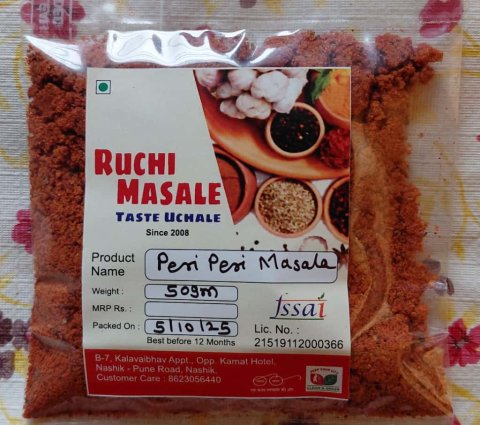 RUCHI
MASALE
TASTE UCHALE
Since 2008
Product Name Peri Peri Masala
Weight : 50gm
MRP Rs :
Packed On : 5/10/25
Best before 12 Months
fssai
Lic. No. :
21519112000366
B-7, Kalavaibhav Appt., Opp. Kamat Hotel,
Nashik - Pune Road, Nashik.
Customer Care : 8623056440